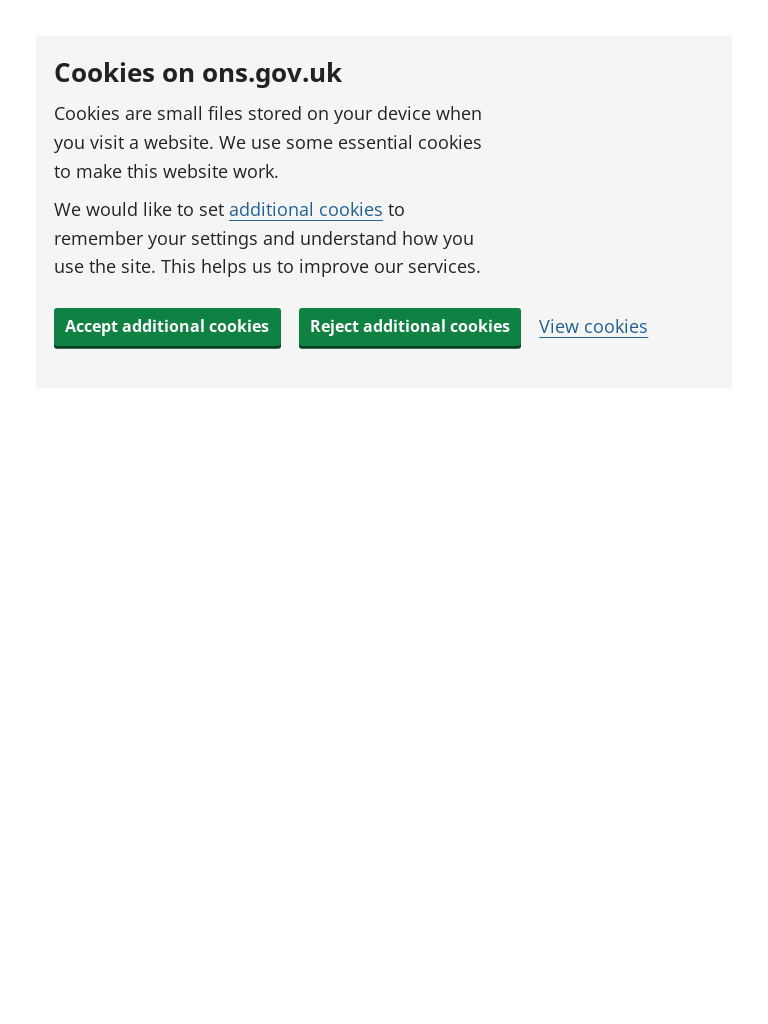 Cookies on ons.gov.uk
Cookies are small files stored on your device when
you visit a website. We use some essential cookies
to make this website work.
We would like to set additional cookies to
remember your settings and understand how you
use the site. This helps us to improve our services.
Accept additional cookies Reject additional cookies View cookies